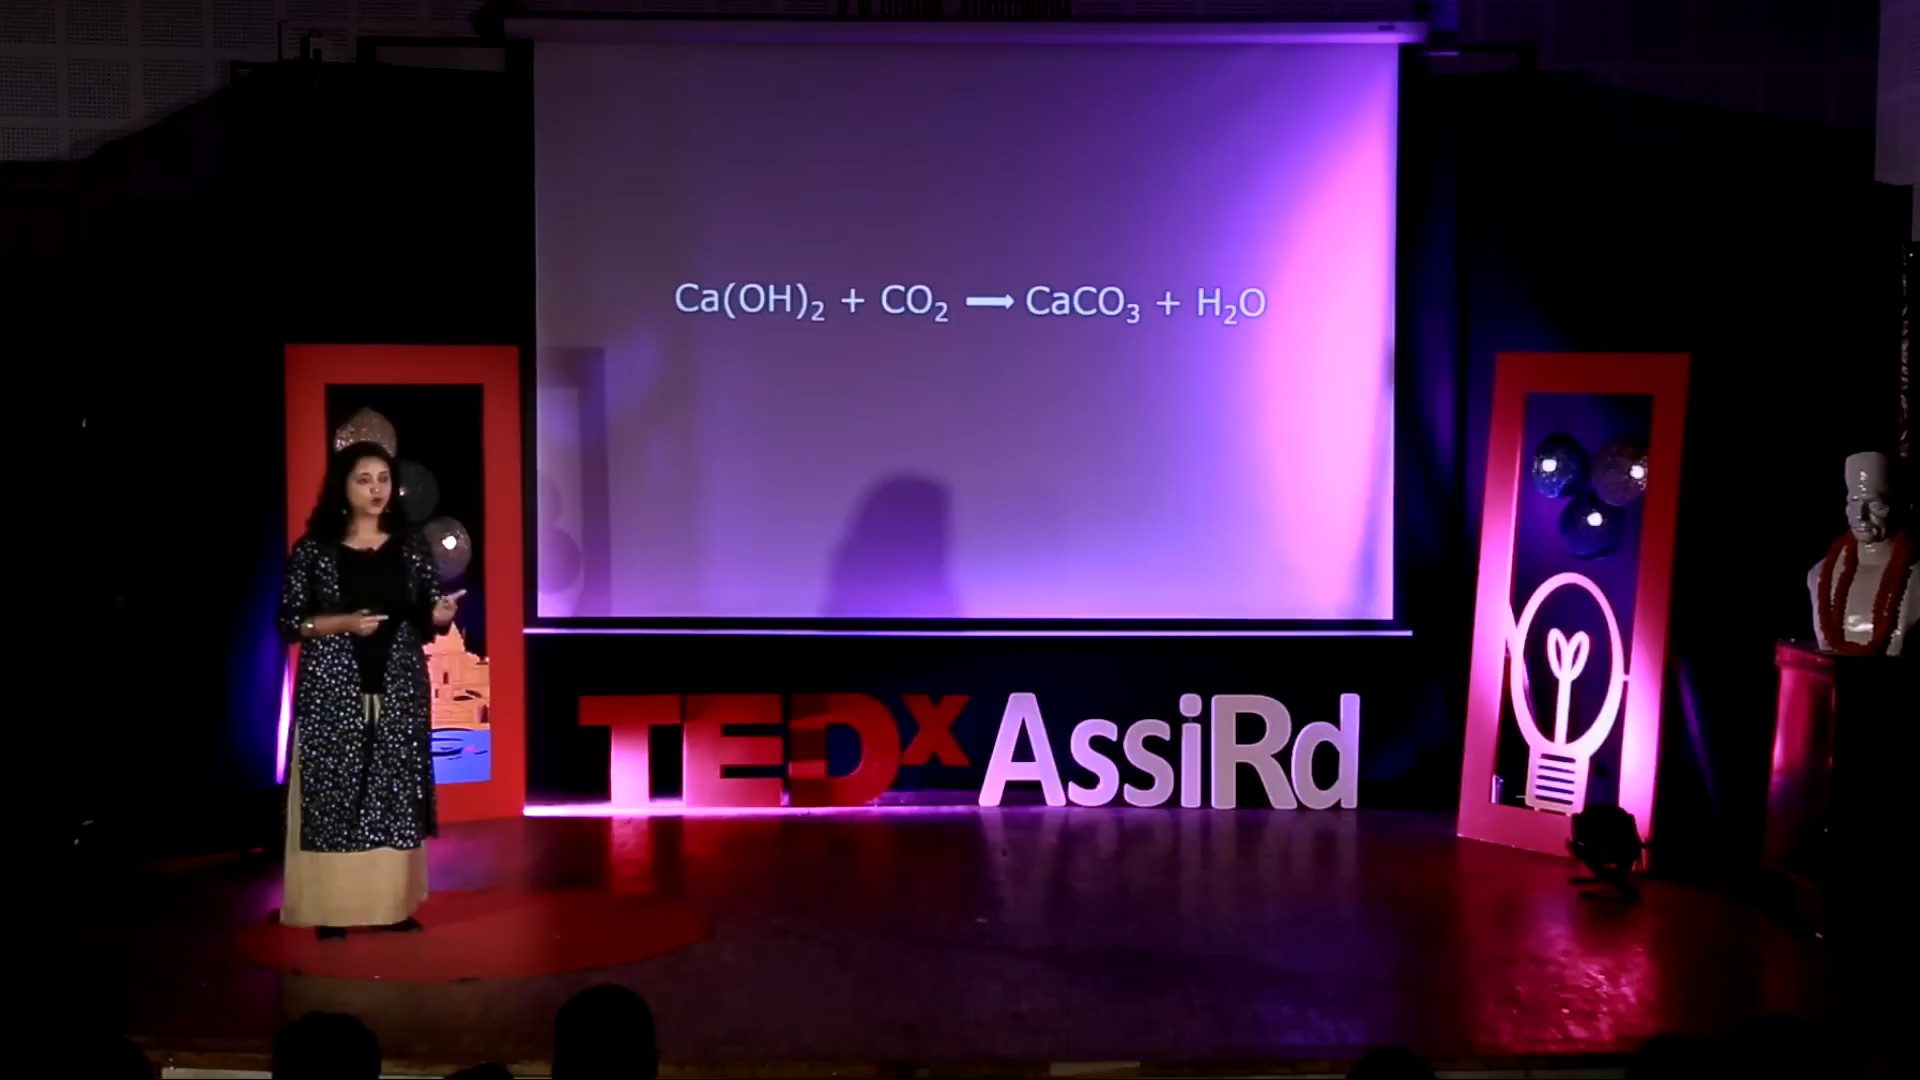 Ca(OH)₂ + CO₂ → CaCO₃ + H₂O
TEDx AssiRd